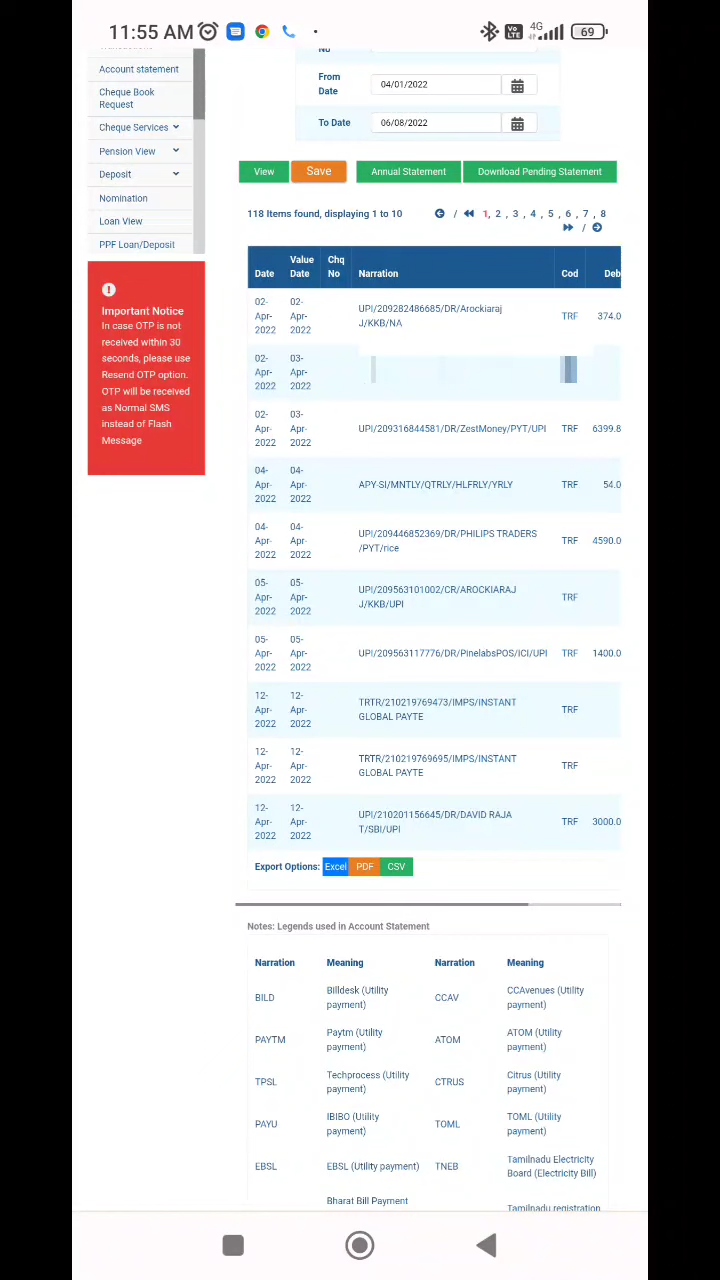 11:55 AM
4G
Vo
LTE
69
Account statement
Cheque Book
Request
Cheque Services
Pension View
Deposit
Nomination
Loan View
PPF Loan/Deposit
Important Notice
In case OTP is not
received within 30
seconds, please use
Resend OTP option.
OTP will be received
as Normal SMS
instead of Flash
Message
No
From
Date
04/01/2022
To Date
06/08/2022
View Save Annual Statement Download Pending Statement
118 Items found, displaying 1 to 10
/ 1, 2 , 3 , 4 , 5 , 6 , 7 , 8
/
Date Value Date Chq No Narration Cod Deb
02-Apr-2022 02-Apr-2022 UPI/209282486685/DR/Arockiaraj J/KKB/NA TRF 374.0
02-Apr-2022 03-Apr-2022
02-Apr-2022 03-Apr-2022 UPI/209316844581/DR/ZestMoney/PYT/UPI TRF 6399.8
04-Apr-2022 04-Apr-2022 APY-SI/MNTLY/QTRLY/HLFRLY/YRLY TRF 54.0
04-Apr-2022 04-Apr-2022 UPI/209446852369/DR/PHILIPS TRADERS /PYT/rice TRF 4590.0
05-Apr-2022 05-Apr-2022 UPI/209563101002/CR/AROCKIARAJ J/KKB/UPI TRF
05-Apr-2022 05-Apr-2022 UPI/209563117776/DR/PinelabsPOS/ICI/UPI TRF 1400.0
12-Apr-2022 12-Apr-2022 TRTR/210219769473/IMPS/INSTANT GLOBAL PAYTE TRF
12-Apr-2022 12-Apr-2022 TRTR/210219769695/IMPS/INSTANT GLOBAL PAYTE TRF
12-Apr-2022 12-Apr-2022 UPI/210201156645/DR/DAVID RAJA T/SBI/UPI TRF 3000.0
Export Options: Excel PDF CSV
Notes: Legends used in Account Statement
Narration Meaning Narration Meaning
BILD Billdesk (Utility payment) CCAV CCAvenues (Utility payment)
PAYTM Paytm (Utility payment) ATOM ATOM (Utility payment)
TPSL Techprocess (Utility payment) CTRUS Citrus (Utility payment)
PAYU IBIBO (Utility payment) TOML TOML (Utility payment)
EBSL EBSL (Utility payment) TNEB Tamilnadu Electricity Board (Electricity Bill)
Bharat Bill Payment Tamilnadu registration